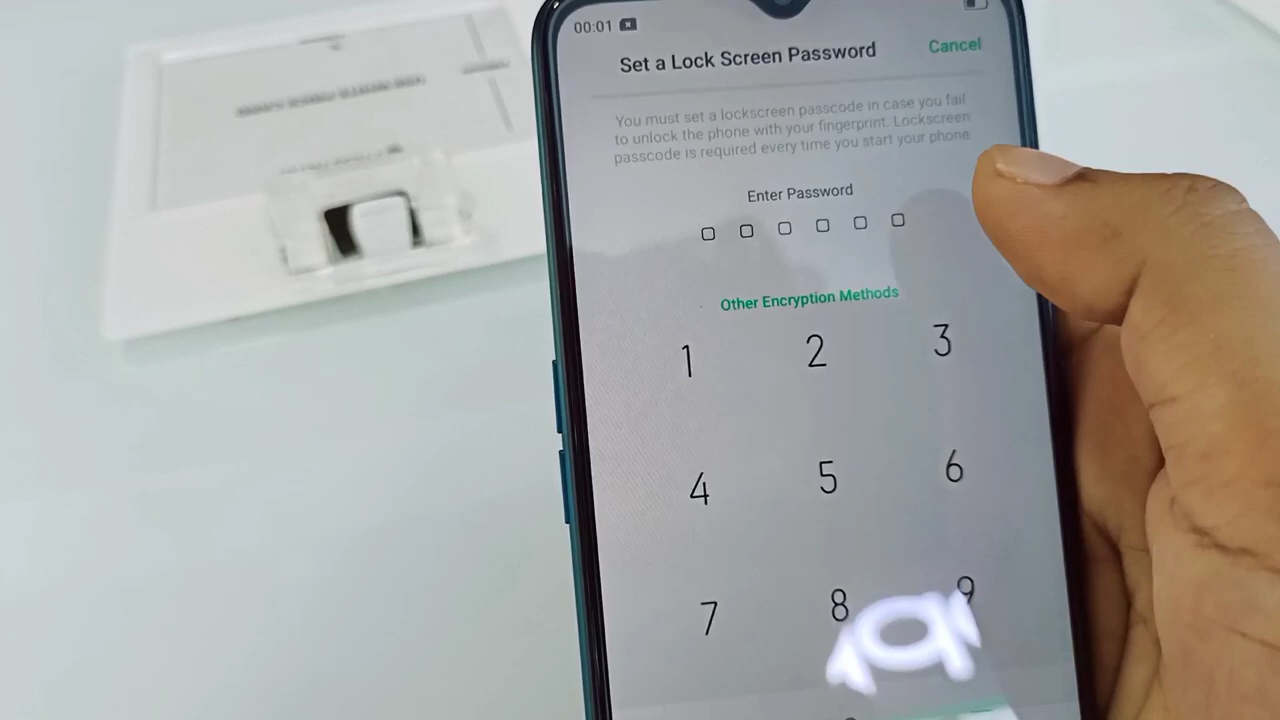 00:01
Set a Lock Screen Password
Cancel
You must set a lockscreen passcode in case you fail
to unlock the phone with your fingerprint. Lockscreen
passcode is required every time you start your phone
Enter Password
Other Encryption Methods
1 2 3
4 5 6
7 8 9